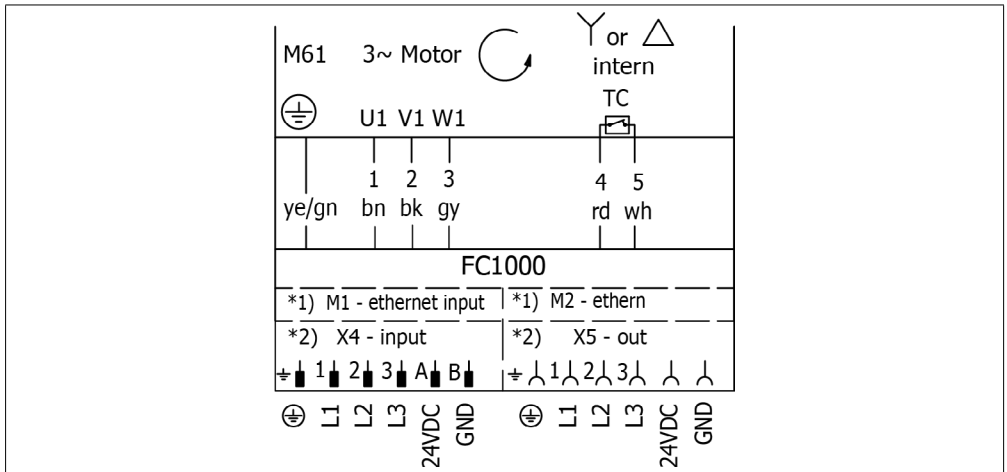 M61 3~ Motor
or
intern
TC
U1 V1 W1
1 2 3 4 5
ye/gn bn bk gy rd wh
FC1000
*1) M1 - ethernet input *1) M2 - ethern
*2) X4 - input *2) X5 - out
1 2 3 A B 1 2 3
L1 L2 L3 24VDC GND L1 L2 L3 24VDC GND